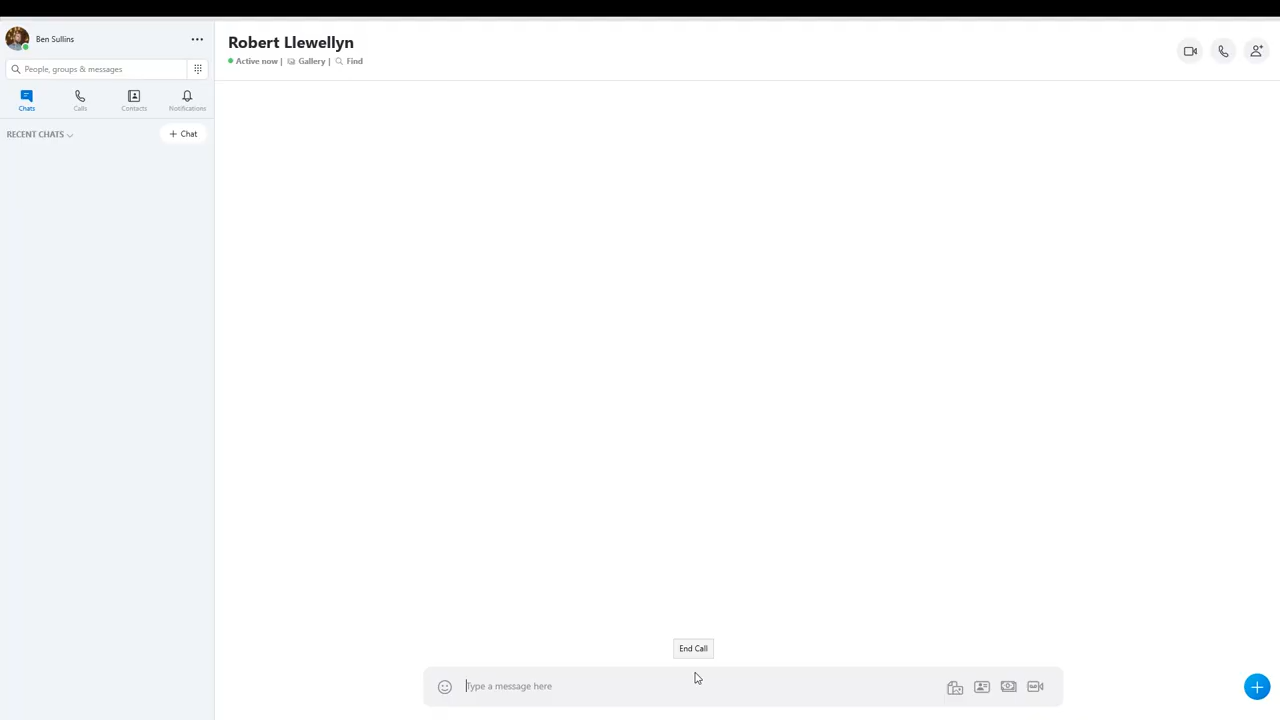 Ben Sullins
People, groups & messages
Chats
Calls
Contacts
Notifications
RECENT CHATS
Chat
Robert Llewellyn
Active now | Gallery | Find
End Call
Type a message here